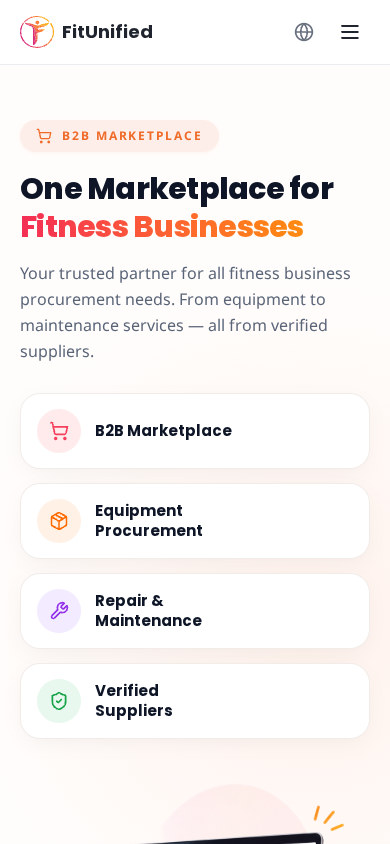 FitUnified
B2B MARKETPLACE
One Marketplace for
Fitness Businesses
Your trusted partner for all fitness business
procurement needs. From equipment to
maintenance services — all from verified
suppliers.
B2B Marketplace
Equipment
Procurement
Repair &
Maintenance
Verified
Suppliers